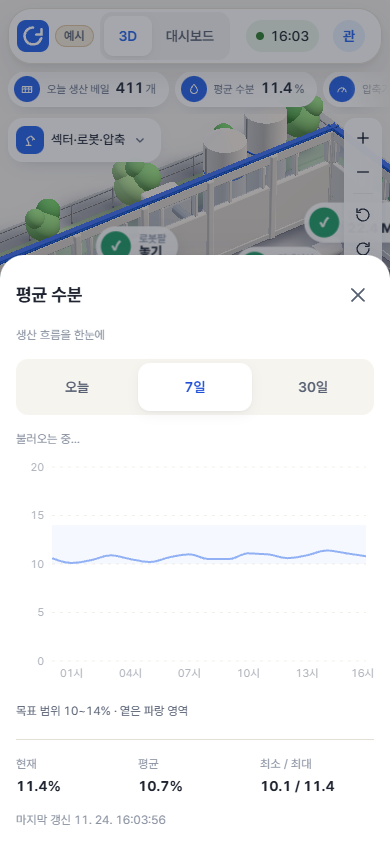 예시
3D
대시보드
16:03
관
오늘 생산 베일 411개
평균 수분 11.4%
압축
섹터·로봇·압축
로봇팔
놓기
평균 수분
생산 흐름을 한눈에
오늘
7일
30일
불러오는 중...
20
15
10
5
0
01시 04시 07시 10시 13시 16시
목표 범위 10~14% · 옅은 파랑 영역
현재 평균 최소 / 최대
11.4% 10.7% 10.1 / 11.4
마지막 갱신 11. 24. 16:03:56